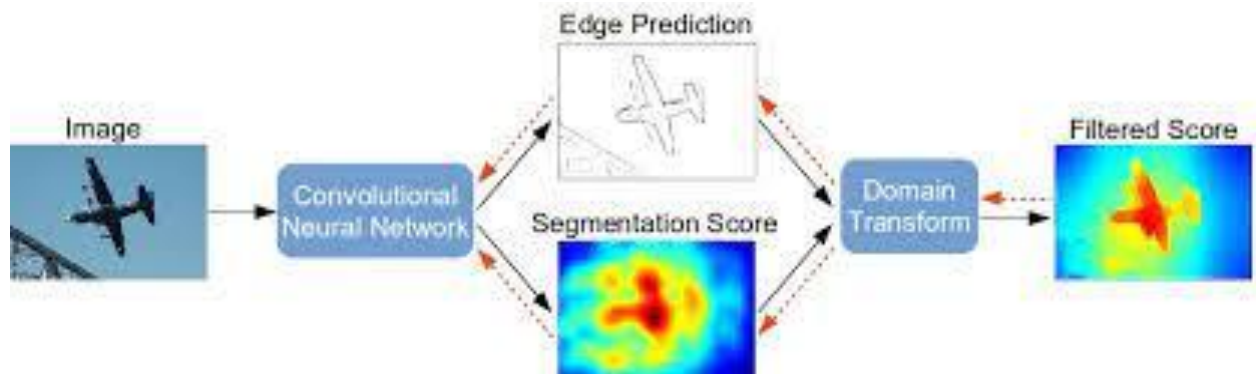 Edge Prediction
Image
Filtered Score
Convolutional
Neural Network
Domain
Transform
Segmentation Score